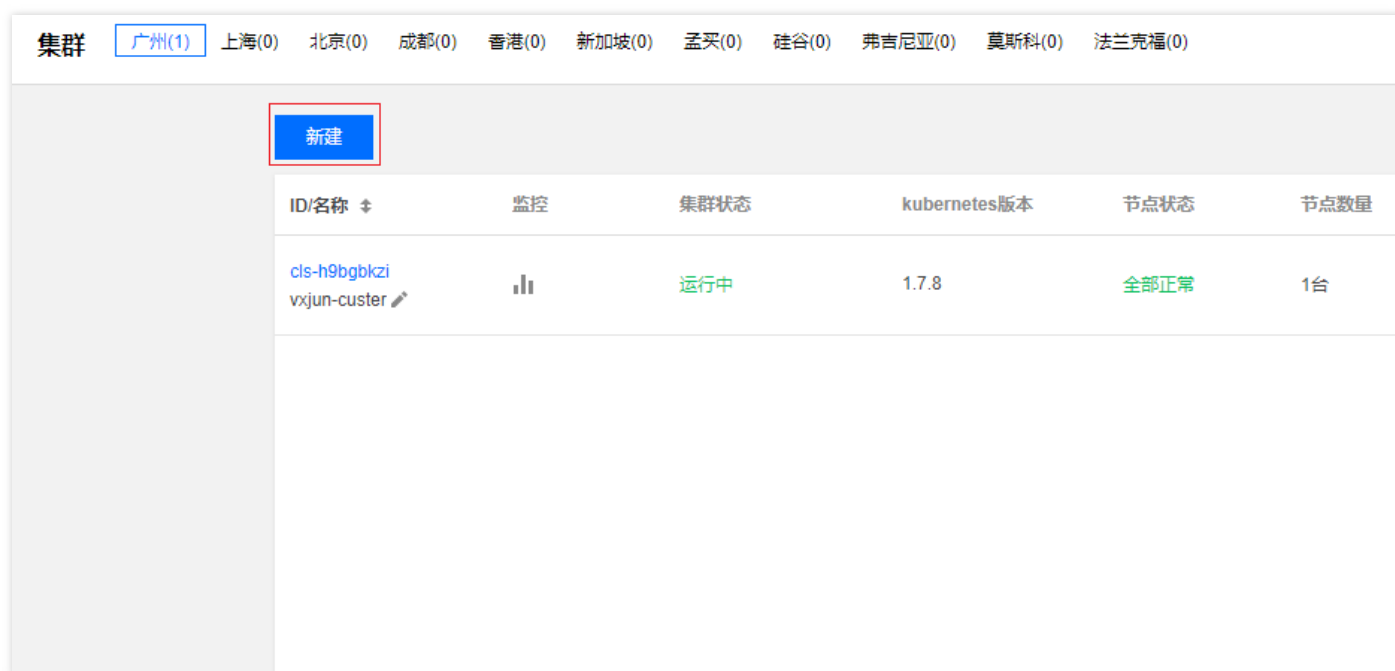 集群 广州(1) 上海(0) 北京(0) 成都(0) 香港(0) 新加坡(0) 孟买(0) 硅谷(0) 弗吉尼亚(0) 莫斯科(0) 法兰克福(0)
新建
ID/名称 监控 集群状态 kubernetes版本 节点状态 节点数量
cls-h9bgbkzi
vxjun-custer
运行中 1.7.8 全部正常 1台